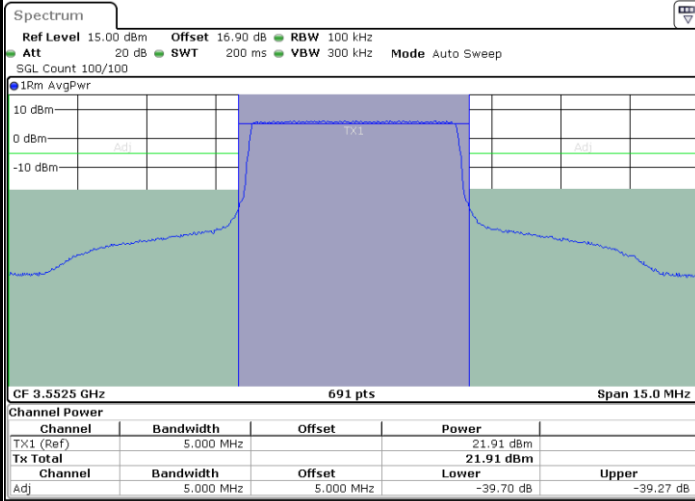 Spectrum
Ref Level 15.00 dBm Offset 16.90 dB RBW 100 kHz
Att 20 dB SWT 200 ms VBW 300 kHz Mode Auto Sweep
SGL Count 100/100
1Rm AvgPwr
10 dBm
TX1
0 dBm
Adj Adj
-10 dBm
CF 3.5525 GHz 691 pts Span 15.0 MHz
Channel Power
Channel Bandwidth Offset Power
TX1 (Ref) 5.000 MHz 21.91 dBm
Tx Total 21.91 dBm
Channel Bandwidth Offset Lower Upper
Adj 5.000 MHz 5.000 MHz -39.70 dB -39.27 dB